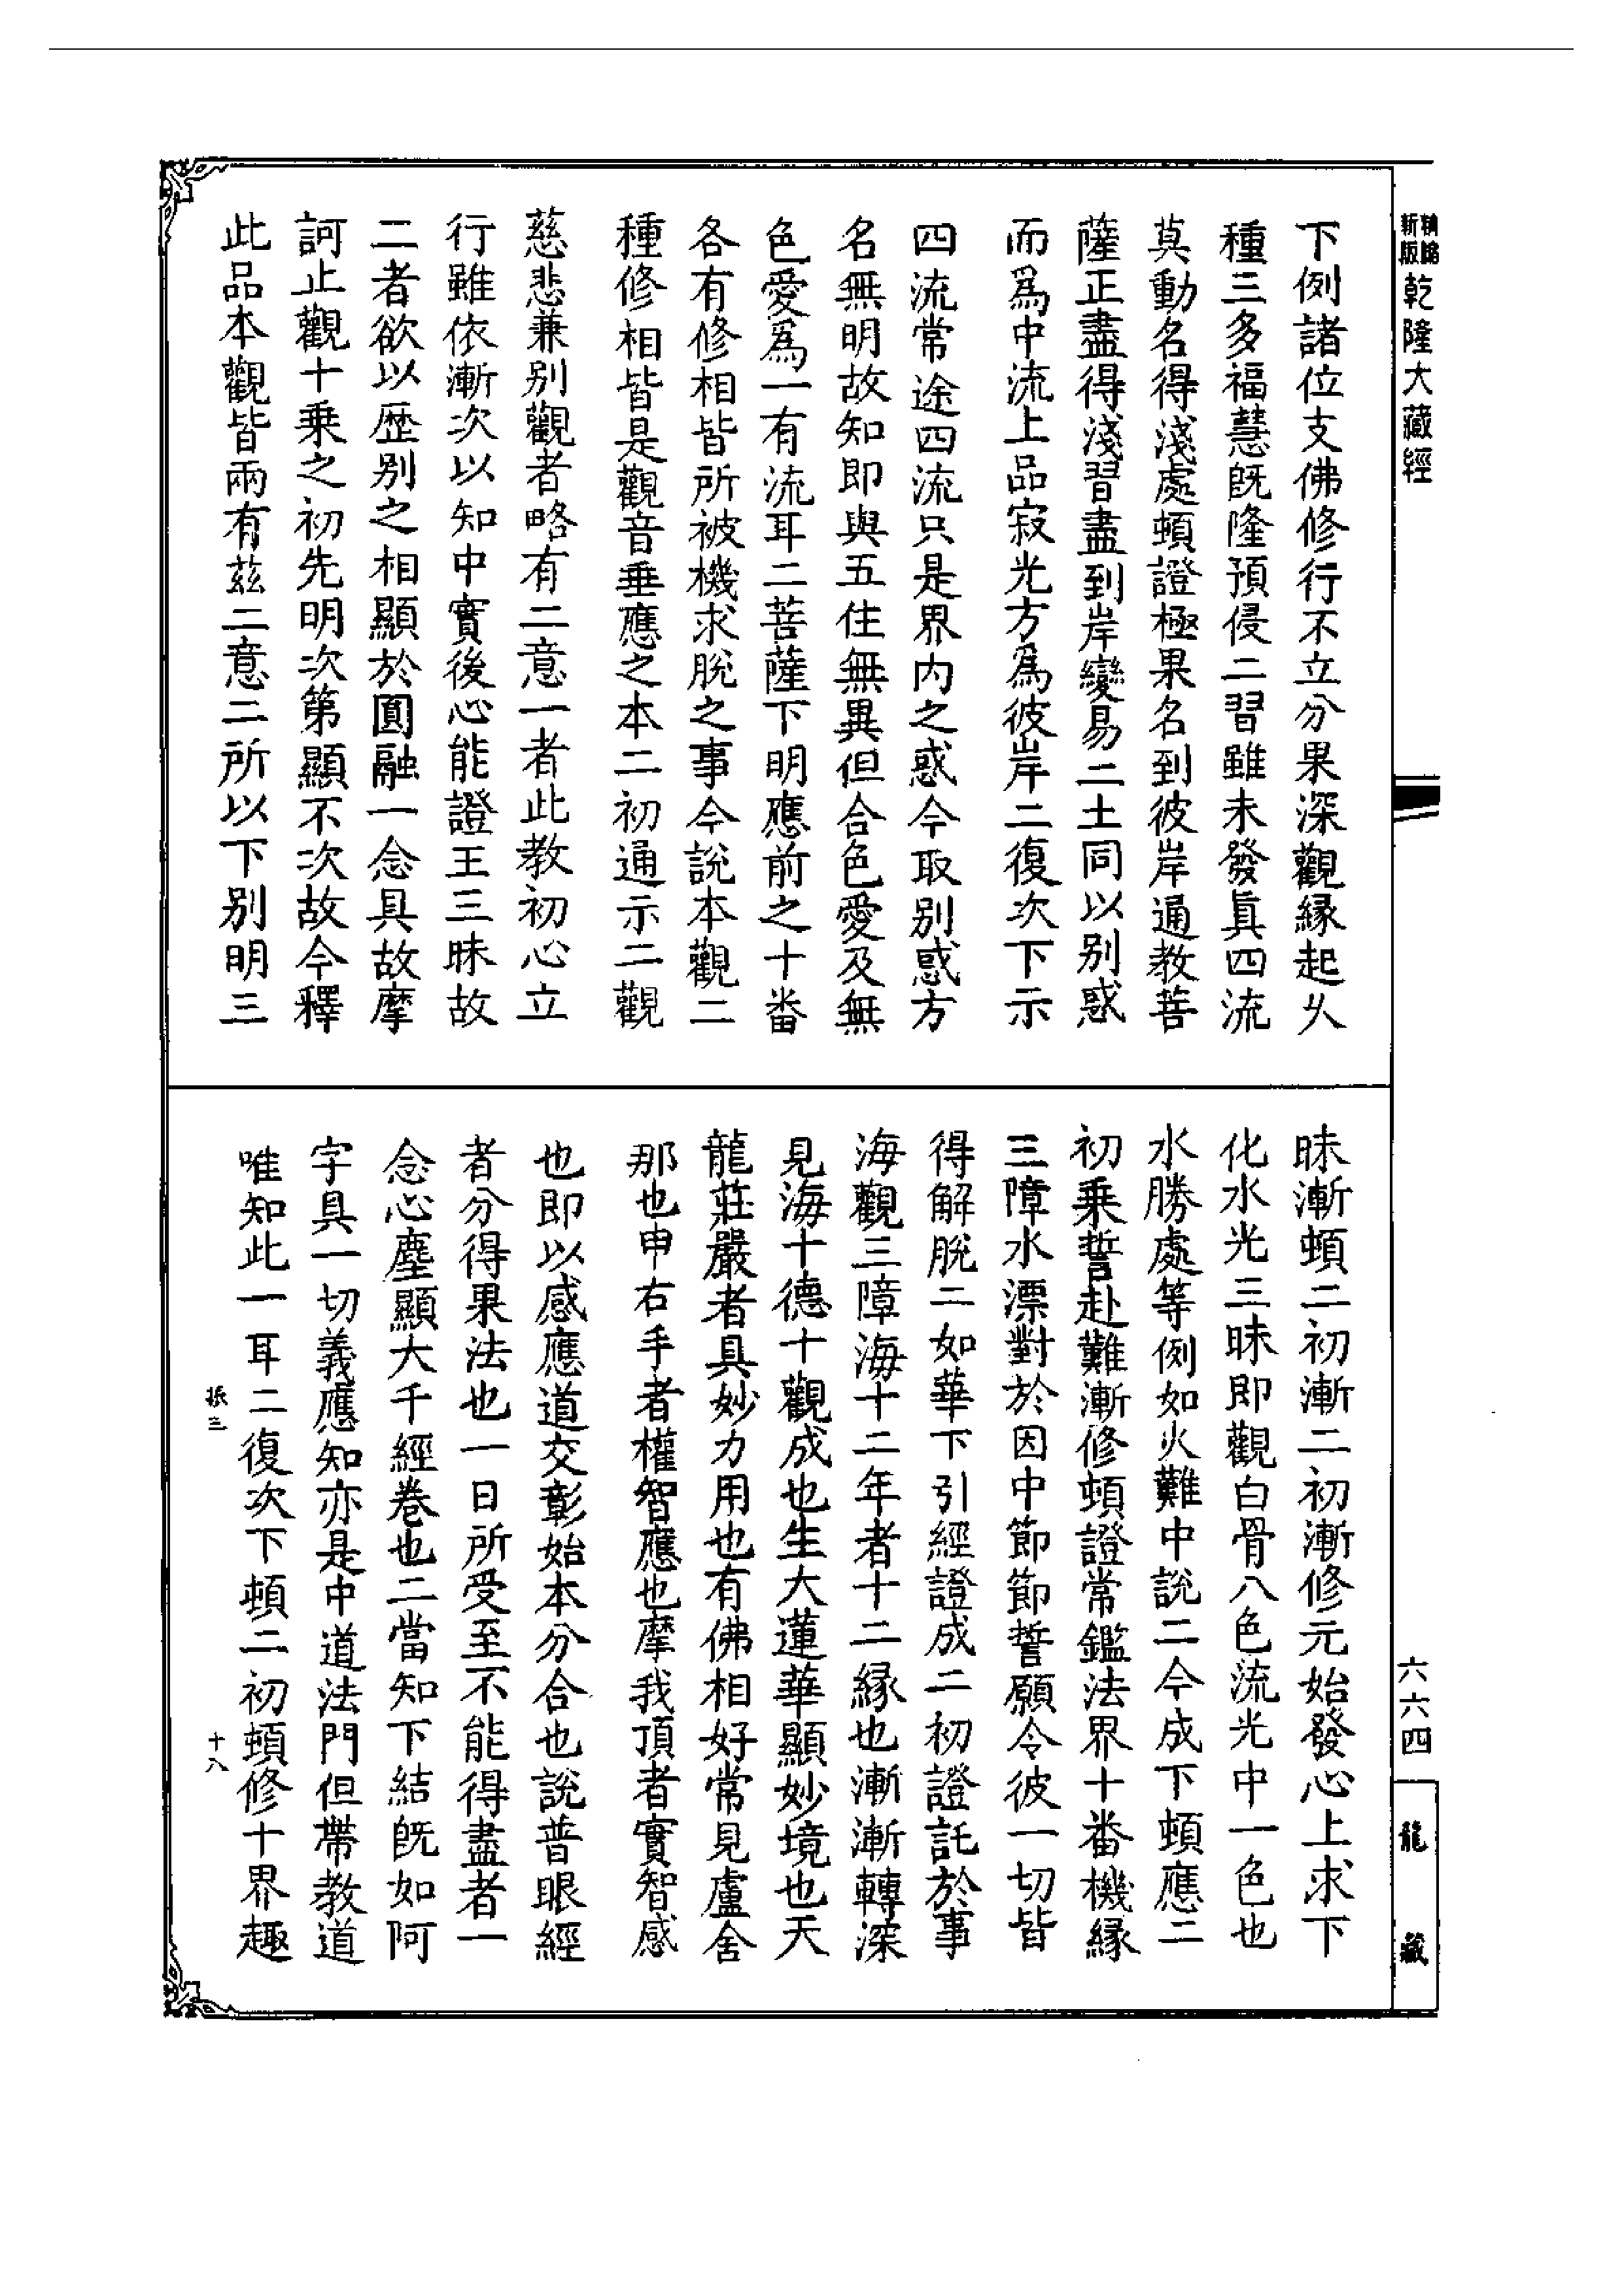 乾隆大藏經
下例諸位支佛修行不立分果深觀緣起久
種三多福慧旣隆預侵二習雖未發眞四流
莫動名得淺處頓證極果名到彼岸通教菩
薩正盡得淺習盡到岸變易二土同以别惑
而爲中流上品寂光方爲彼岸二復次下示
四流常途四流只是界内之惑今取别惑方
名無明故知即與五住無異但合色愛及無
色愛爲一有流耳二菩薩下明應前之十番
各有修相皆所被機求脫之事今說本觀二
種修相皆是觀音垂應之本二初通示二觀
慈悲兼别觀者略有二意一者此教初心立
行雖依漸次以知中實後心能證王三昧故
二者欲以歷别之相顯於圓融一念具故摩
訶止觀十乗之初先明次第顯不次故今釋
此品本觀皆兩有茲二意二所以下别明三
昧漸頓二初漸二初漸修元始發心上求下
化水光三昧即觀白骨八色流光中一色也
水勝處等例如火難中說二今成下頓應二
初乗誓赴難漸修頓證常鑑法界十番機緣
三障水漂對於因中節節誓願令彼一切皆
得解脫二如華下引經證成二初證託於事
海觀三障海十二年者十二緣也漸漸轉深
見海十德十觀成也生大蓮華顯妙境也天
龍莊嚴者具妙力用也有佛相好常見盧舍
那也申右手者權智應也摩我頂者實智感
也即以感應道交彰始本分合也說普眼經
者分得果法也一日所受至不能得盡者一
念心塵顯大千經卷也二當知下結旣如阿
字具一切義應知亦是中道法門但帶教道
唯知此一耳二復次下頓二初頓修十界趣
振三
十八
六六四
龍藏